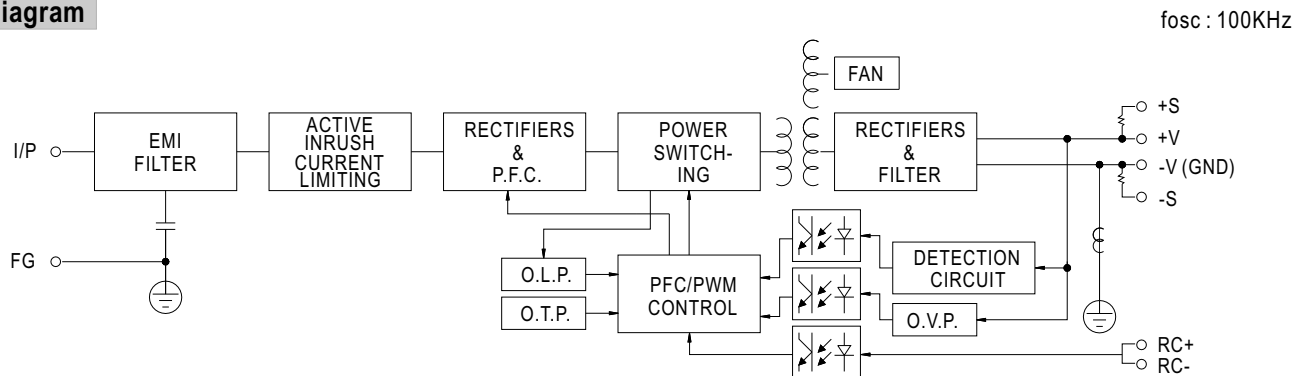 iagram
fosc : 100KHz
FAN
I/P
EMI
FILTER
ACTIVE
INRUSH
CURRENT
LIMITING
RECTIFIERS
&
P.F.C.
POWER
SWITCH-
ING
RECTIFIERS
&
FILTER
+S
+V
-V (GND)
-S
FG
O.L.P.
O.T.P.
PFC/PWM
CONTROL
DETECTION
CIRCUIT
O.V.P.
RC+
RC-